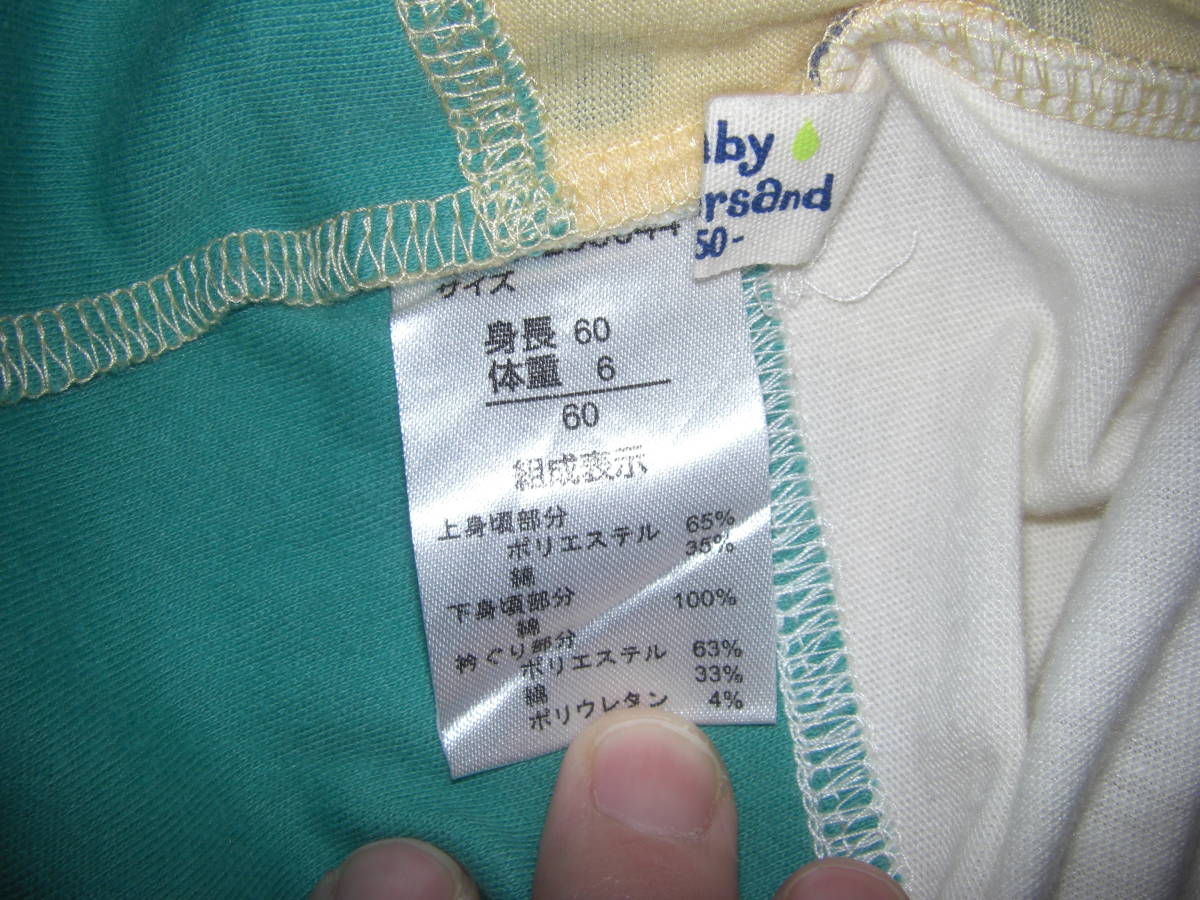 サイズ
身長 60
体重 6
60
組成表示
上身頃部分
ポリエステル 65%
綿 35%
下身頃部分
綿 100%
衿ぐり部分
ポリエステル 63%
綿 33%
ポリウレタン 4%
by
rsand
50-